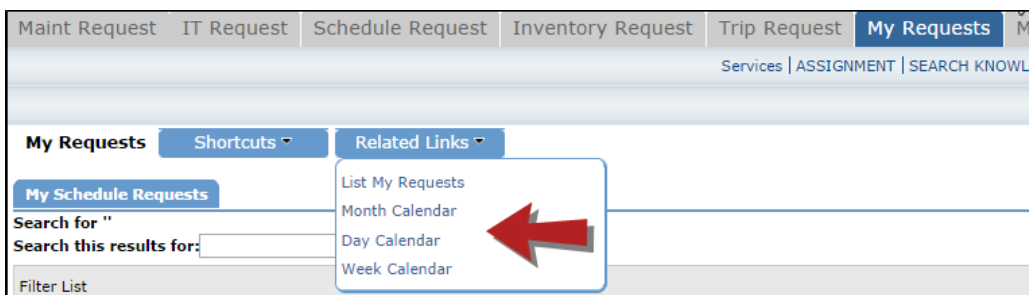 Maint Request IT Request Schedule Request Inventory Request Trip Request My Requests
Services | ASSIGNMENT | SEARCH KNOWL
My Requests Shortcuts Related Links
List My Requests
My Schedule Requests
Month Calendar
Search for ''
Day Calendar
Search this results for:
Week Calendar
Filter List